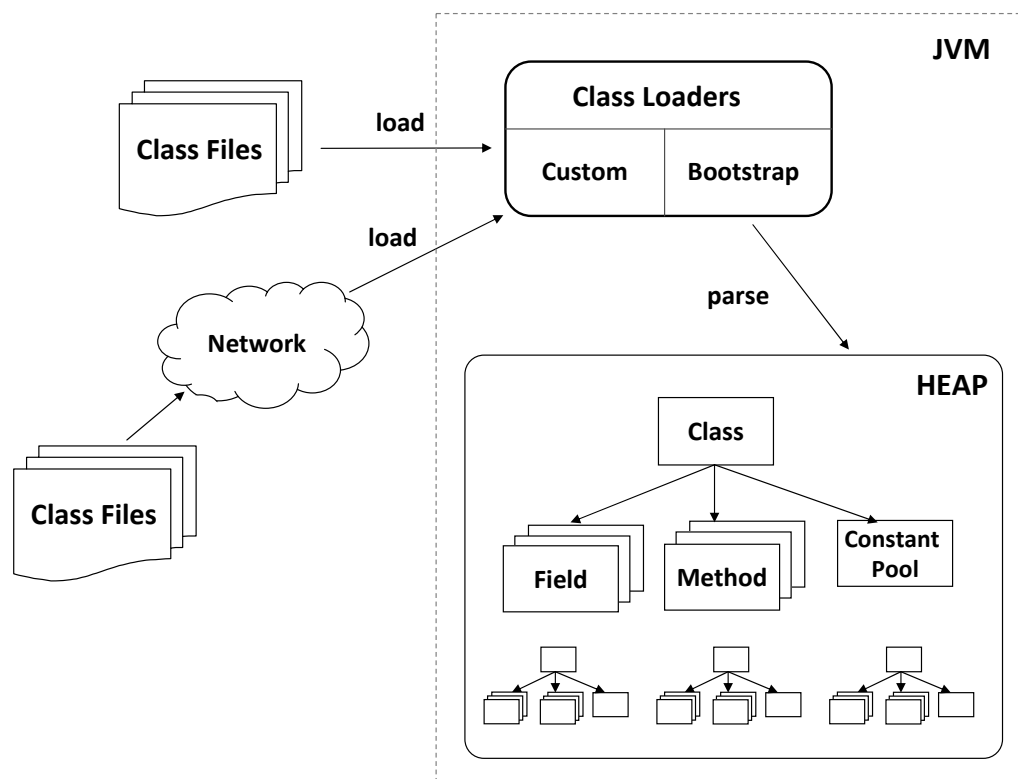 JVM
Class Loaders
Custom
Bootstrap
load
Class Files
load
Network
Class Files
parse
HEAP
Class
Field
Method
Constant
Pool